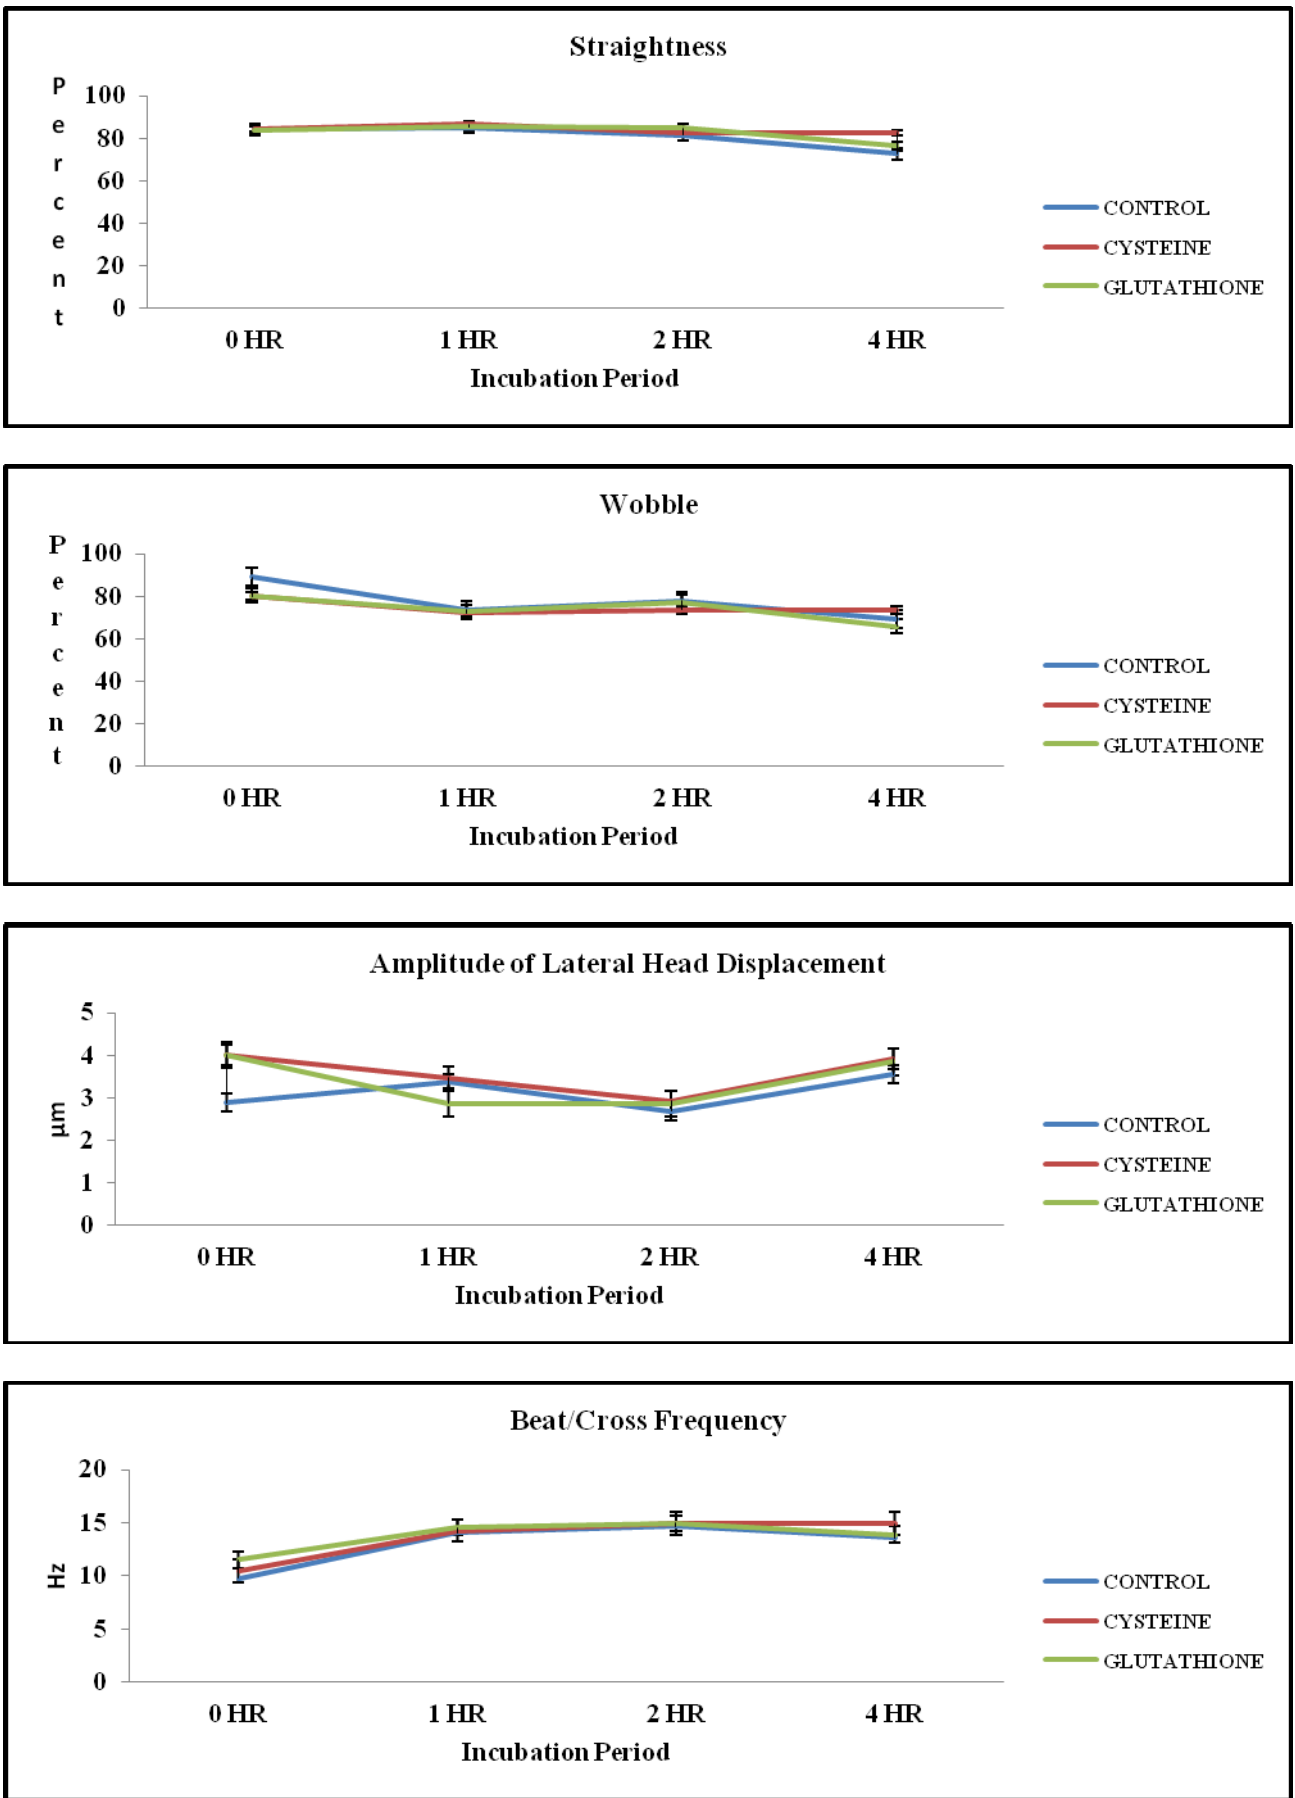 Straightness
Percent
100
80
60
40
20
0
0 HR 1 HR 2 HR 4 HR
Incubation Period
CONTROL
CYSTEINE
GLUTATHIONE
Wobble
Percent
100
80
60
40
20
0
0 HR 1 HR 2 HR 4 HR
Incubation Period
CONTROL
CYSTEINE
GLUTATHIONE
Amplitude of Lateral Head Displacement
µm
5
4
3
2
1
0
0 HR 1 HR 2 HR 4 HR
Incubation Period
CONTROL
CYSTEINE
GLUTATHIONE
Beat/Cross Frequency
Hz
20
15
10
5
0
0 HR 1 HR 2 HR 4 HR
Incubation Period
CONTROL
CYSTEINE
GLUTATHIONE